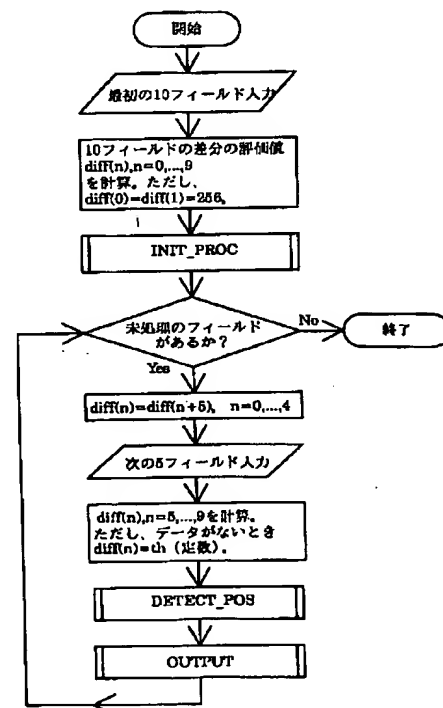 開始
最初の10フィールド入力
10フィールドの差分の評価値
diff(n),n=0,...,9
を計算。ただし、
diff(0)=diff(1)=256。
INIT_PROC
未処理のフィールド
があるか?
No
終了
Yes
diff(n)=diff(n+5), n=0,...,4
次の5フィールド入力
diff(n),n=5,...,9を計算。
ただし、データがないとき
diff(n)=th (定数)。
DETECT_POS
OUTPUT